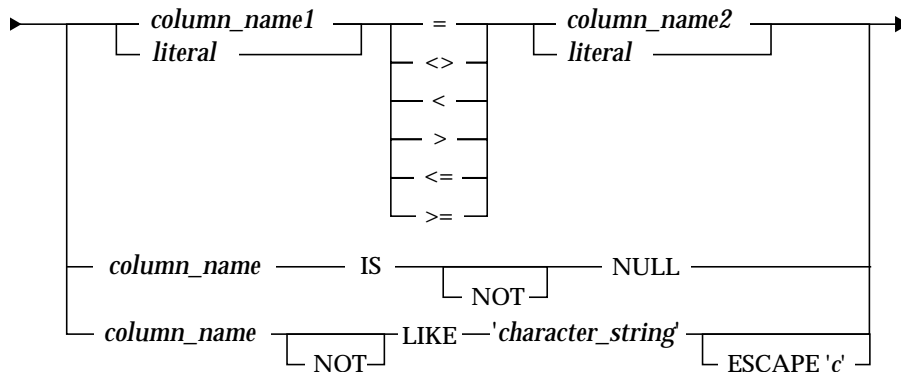 column_name1 = column_name2
literal <> literal
<
>
<=
>=
column_name IS NULL
NOT
column_name LIKE 'character_string'
NOT ESCAPE 'c'